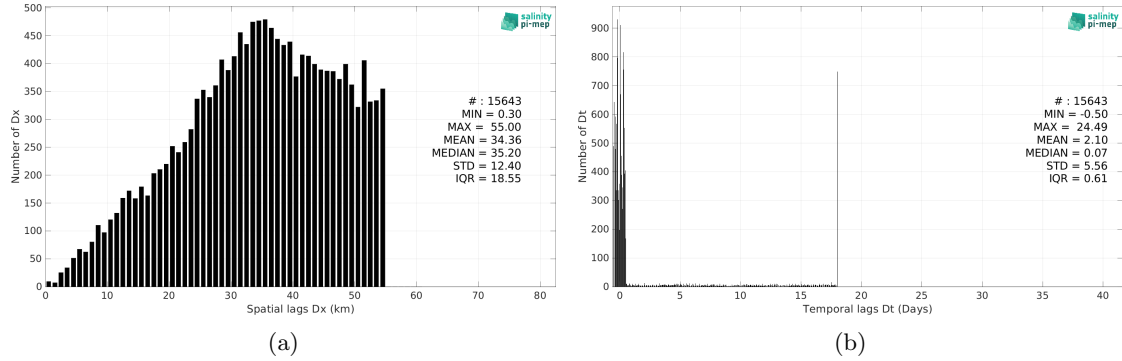 500
450
400
350
300
250
200
150
100
50
0
Number of Dx
0 10 20 30 40 50 60 70 80
Spatial lags Dx (km)
salinity
pi-mep
# : 15643
MIN = 0.30
MAX = 55.00
MEAN = 34.36
MEDIAN = 35.20
STD = 12.40
IQR = 18.55
(a)
900
800
700
600
500
400
300
200
100
0
Number of Dt
0 5 10 15 20 25 30 35 40
Temporal lags Dt (Days)
salinity
pi-mep
# : 15643
MIN = -0.50
MAX = 24.49
MEAN = 2.10
MEDIAN = 0.07
STD = 5.56
IQR = 0.61
(b)